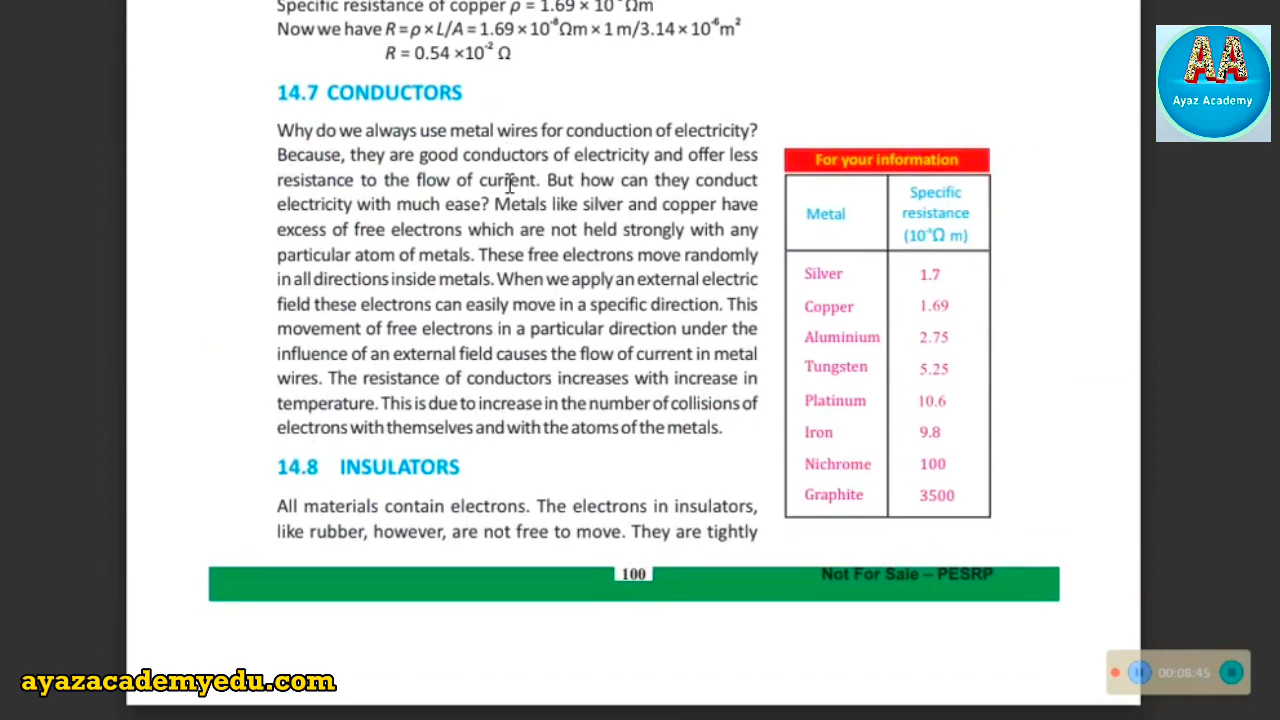 Specific resistance of copper ρ = 1.69 × 10⁻⁸ Ωm
Now we have R = ρ × L/A = 1.69 × 10⁻⁸Ωm × 1 m/3.14 × 10⁻⁶m²
R = 0.54 ×10⁻² Ω
14.7 CONDUCTORS
Why do we always use metal wires for conduction of electricity?
Because, they are good conductors of electricity and offer less
resistance to the flow of current. But how can they conduct
electricity with much ease? Metals like silver and copper have
excess of free electrons which are not held strongly with any
particular atom of metals. These free electrons move randomly
in all directions inside metals. When we apply an external electric
field these electrons can easily move in a specific direction. This
movement of free electrons in a particular direction under the
influence of an external field causes the flow of current in metal
wires. The resistance of conductors increases with increase in
temperature. This is due to increase in the number of collisions of
electrons with themselves and with the atoms of the metals.
14.8 INSULATORS
All materials contain electrons. The electrons in insulators,
like rubber, however, are not free to move. They are tightly
For your information
Metal Specific
resistance
(10⁻⁸Ω m)
Silver 1.7
Copper 1.69
Aluminium 2.75
Tungsten 5.25
Platinum 10.6
Iron 9.8
Nichrome 100
Graphite 3500
100
Not For Sale – PESRP
AA
Ayaz Academy
ayazacademyedu.com
00:08:45